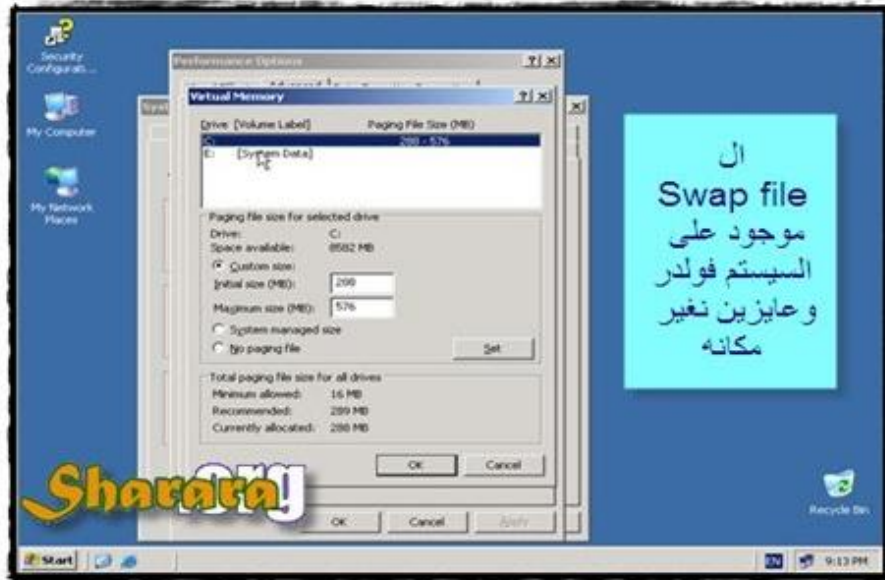 Security
Configurati...
My Computer
My Network
Places
Performance Options
Virtual Memory
Drive [Volume Label] Paging File Size (MB)
C: 288 - 576
E: [System Data]
Paging file size for selected drive
Drive: C:
Space available: 8582 MB
Custom size:
Initial size (MB): 288
Maximum size (MB): 576
System managed size
No paging file
Set
Total paging file size for all drives
Minimum allowed: 16 MB
Recommended: 289 MB
Currently allocated: 288 MB
OK Cancel
OK Cancel Apply
ال
Swap file
موجود على
السيستم فولدر
وعايزين نغير
مكانه
Sharara
.org
Recycle Bin
Start
EN 9:13 PM